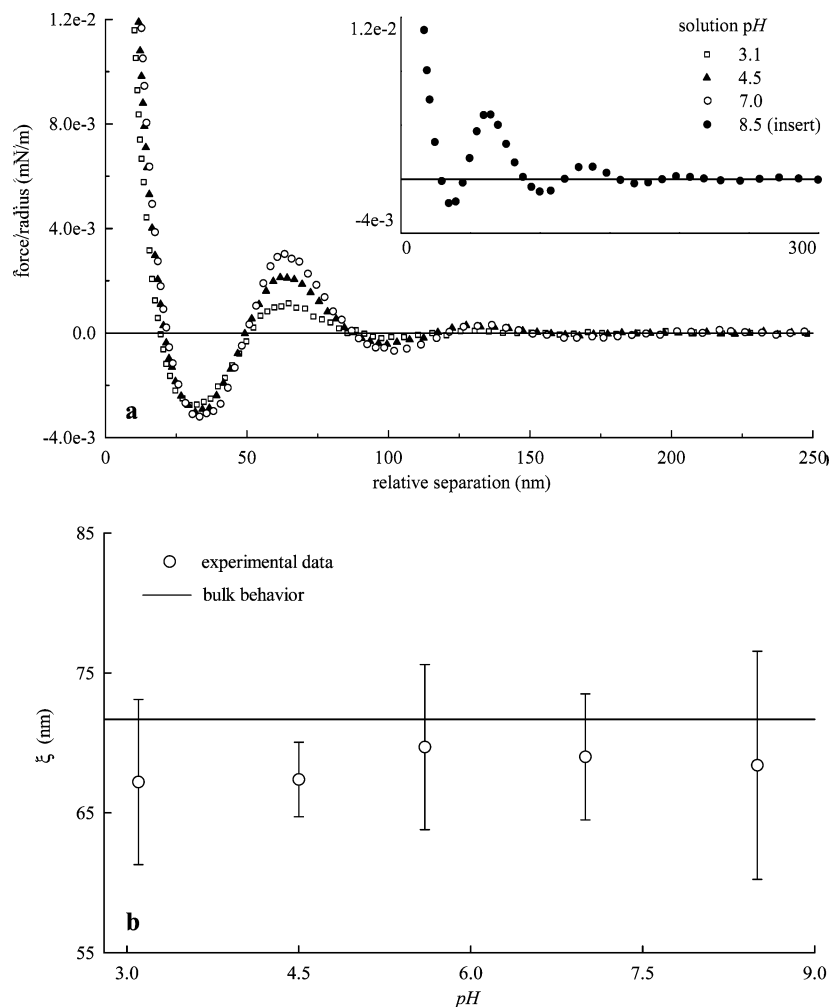 1.2e-2
8.0e-3
4.0e-3
0.0
-4.0e-3
force/radius (mN/m)
a
0 50 100 150 200 250
relative separation (nm)
1.2e-2
-4e-3
0 300
solution pH
3.1
4.5
7.0
8.5 (insert)
85
75
65
55
ξ (nm)
experimental data
bulk behavior
b
3.0 4.5 6.0 7.5 9.0
pH